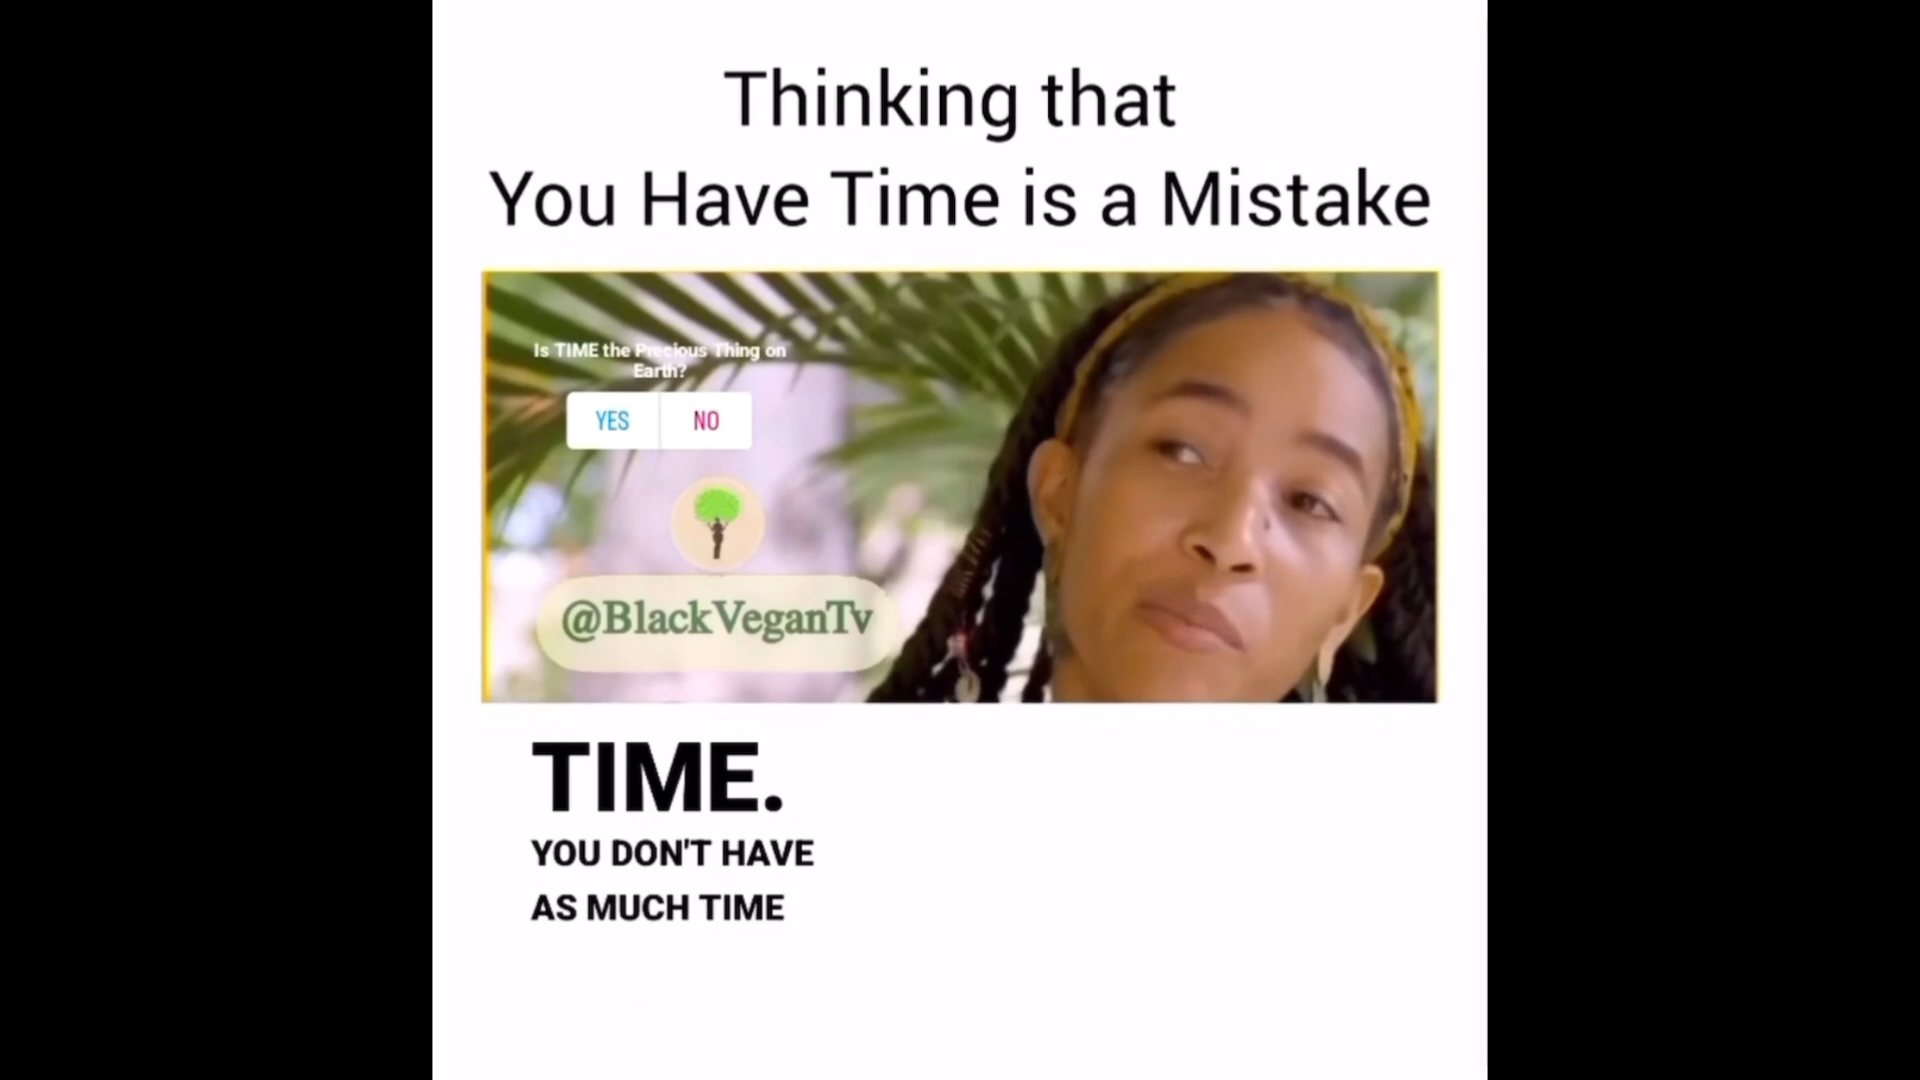 Thinking that
You Have Time is a Mistake
Is TIME the Precious Thing on
Earth?
YES NO
@BlackVeganTv
TIME.
YOU DON'T HAVE
AS MUCH TIME